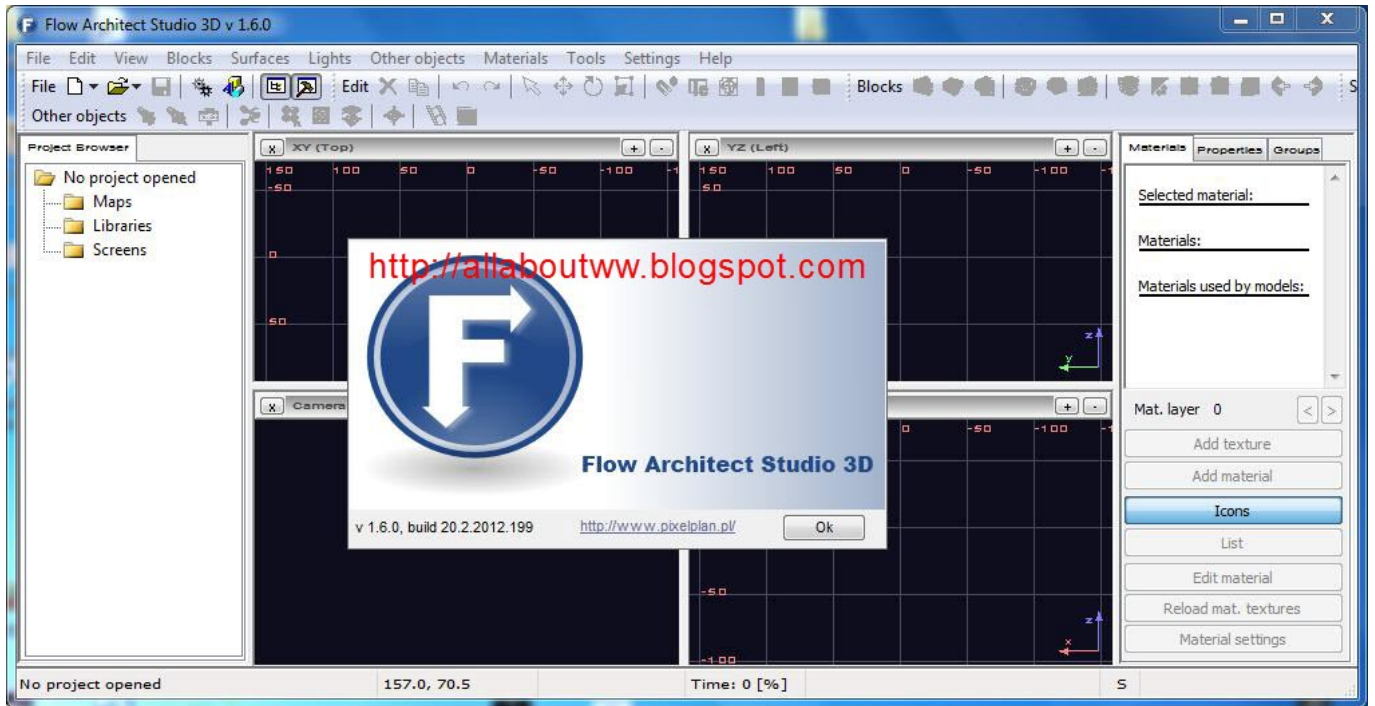 Flow Architect Studio 3D v 1.6.0
File Edit View Blocks Surfaces Lights Other objects Materials Tools Settings Help
File Edit Blocks S
Other objects
Project Browser
No project opened
Maps
Libraries
Screens
x XY (Top) + -
150 100 50 0 -50 -100 -1
-50
0
50
x YZ (Left) + -
150 100 50 0 -50 -100 -1
50
z
y
x Camera
+ -
0 -50 -100 -1
-50
-100
z
x
http://allaboutww.blogspot.com
F
Flow Architect Studio 3D
v 1.6.0, build 20.2.2012.199 http://www.pixelplan.pl/ Ok
Materials Properties Groups
Selected material:
Materials:
Materials used by models:
Mat. layer 0 < >
Add texture
Add material
Icons
List
Edit material
Reload mat. textures
Material settings
No project opened 157.0, 70.5 Time: 0 [%] S